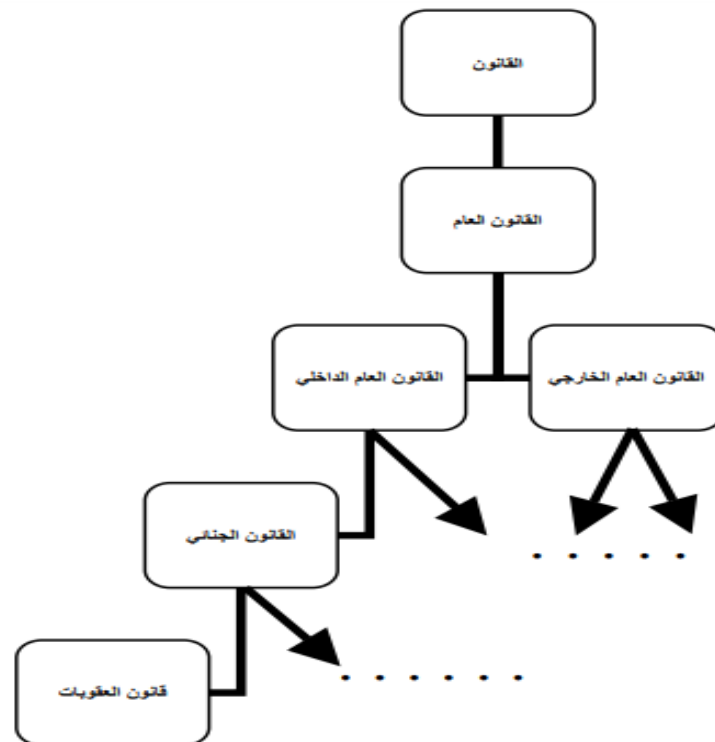 القانون
القانون العام
القانون العام الداخلي
القانون العام الخارجي
القانون الجنائي
. . . . .
قانون العقوبات
. . . . . .